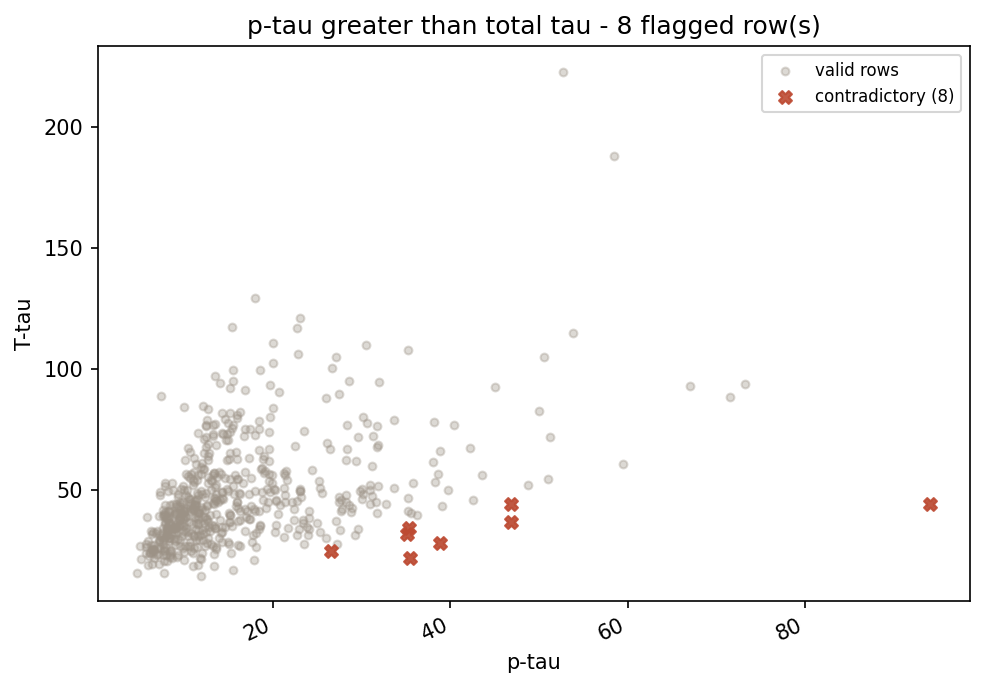 p-tau greater than total tau - 8 flagged row(s)
valid rows
contradictory (8)
200
150
100
50
T-tau
20
40
60
80
p-tau